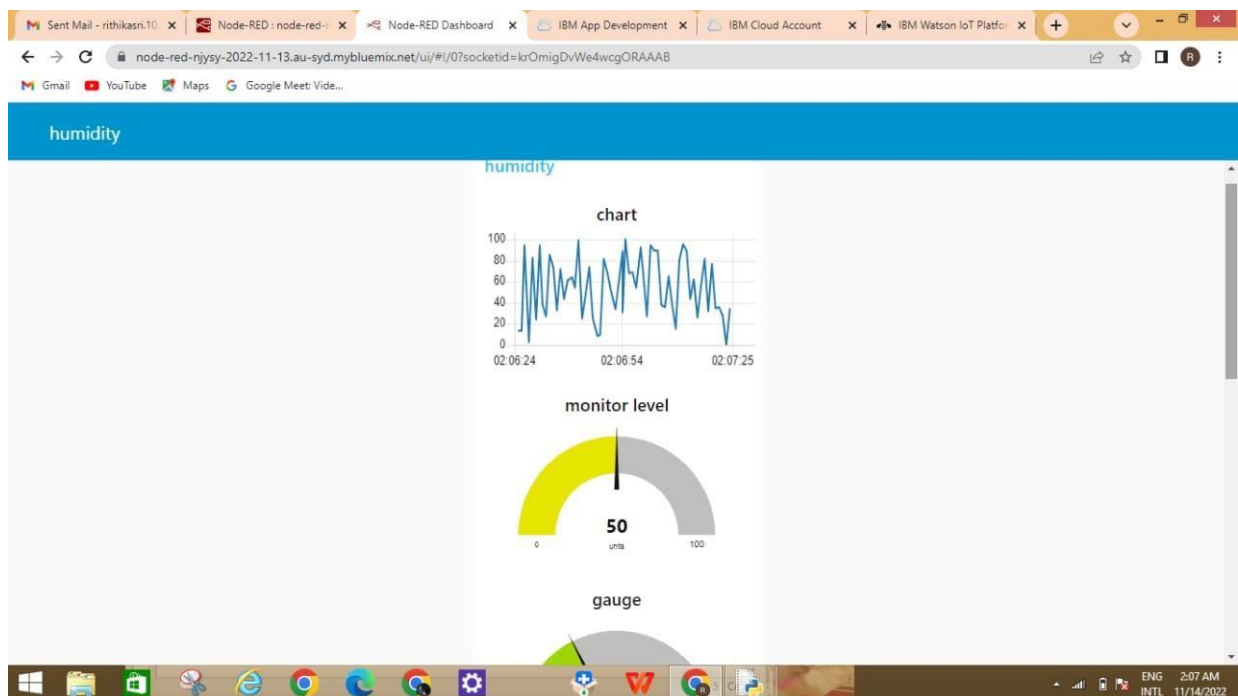 Sent Mail - rithikasri.10.
Node-RED : node-red-n
Node-RED Dashboard
IBM App Development
IBM Cloud Account
IBM Watson IoT Platfor
node-red-njysy-2022-11-13.au-syd.mybluemix.net/ui/#!/0?socketid=krOmigDvWe4wcgORAAAB
R
Gmail
YouTube
Maps
Google Meet: Vide...
humidity
humidity
chart
100
80
60
40
20
0
02:06:24 02:06:54 02:07:25
monitor level
50
0 units 100
gauge
ENG 2:07 AM
INTL 11/14/2022